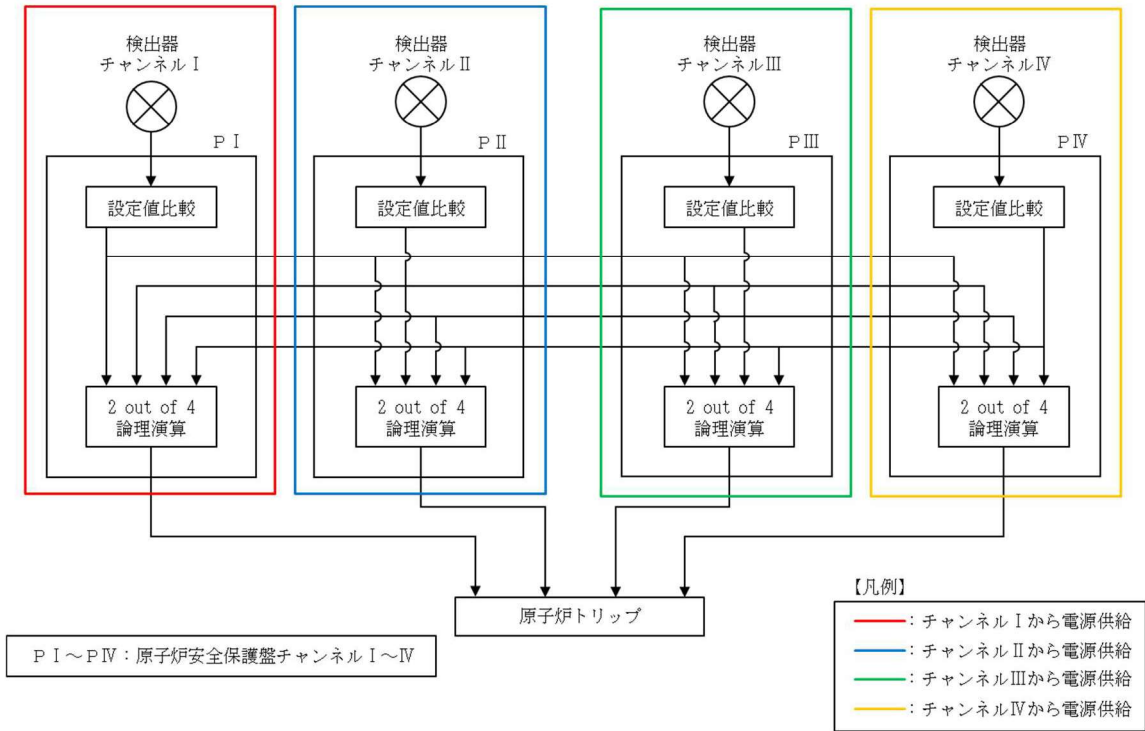 検出器
チャンネルⅠ
検出器
チャンネルⅡ
検出器
チャンネルⅢ
検出器
チャンネルⅣ
PⅠ
PⅡ
PⅢ
PⅣ
設定値比較
設定値比較
設定値比較
設定値比較
2 out of 4
論理演算
2 out of 4
論理演算
2 out of 4
論理演算
2 out of 4
論理演算
原子炉トリップ
PⅠ~PⅣ:原子炉安全保護盤チャンネルⅠ~Ⅳ
【凡例】
:チャンネルⅠから電源供給
:チャンネルⅡから電源供給
:チャンネルⅢから電源供給
:チャンネルⅣから電源供給